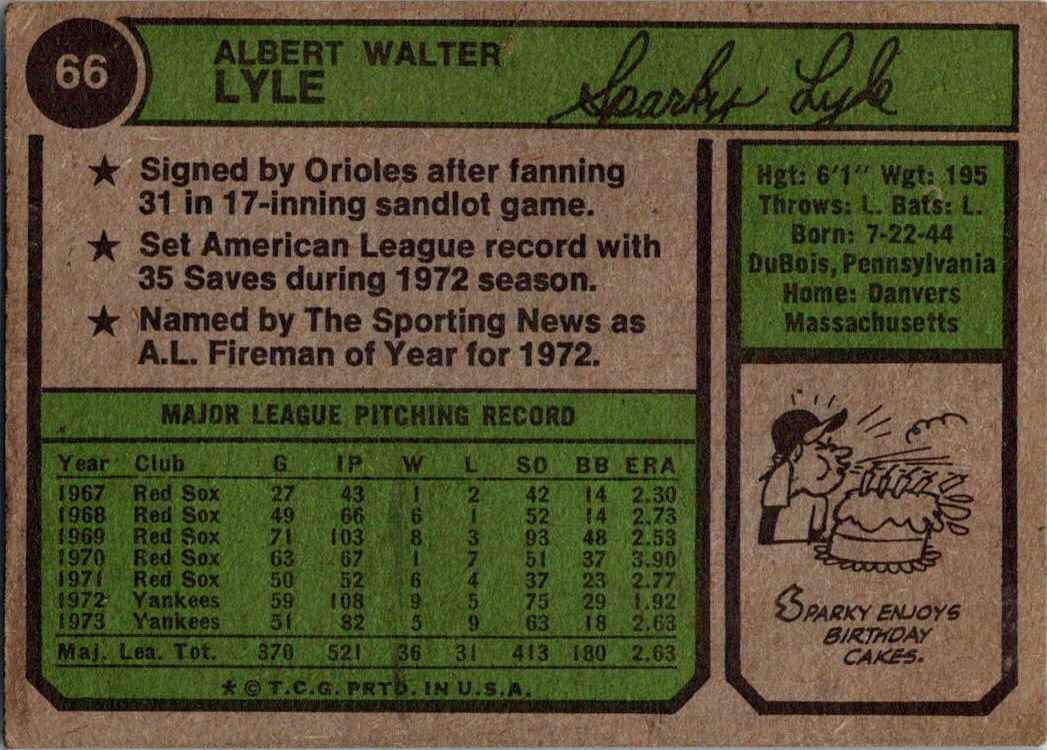 66
ALBERT WALTER
LYLE
Sparky Lyle
★ Signed by Orioles after fanning
31 in 17-inning sandlot game.
★ Set American League record with
35 Saves during 1972 season.
★ Named by The Sporting News as
A.L. Fireman of Year for 1972.
Hgt: 6'1" Wgt: 195
Throws: L. Bats: L.
Born: 7-22-44
DuBois, Pennsylvania
Home: Danvers
Massachusetts
MAJOR LEAGUE PITCHING RECORD
Year Club G IP W L SO BB ERA
1967 Red Sox 27 43 1 2 42 14 2.30
1968 Red Sox 49 66 6 1 52 14 2.73
1969 Red Sox 71 103 8 3 93 48 2.53
1970 Red Sox 63 67 1 7 51 37 3.90
1971 Red Sox 50 52 6 4 37 23 2.77
1972 Yankees 59 108 9 5 75 29 1.92
1973 Yankees 51 82 5 9 63 18 2.63
Maj. Lea. Tot. 370 521 36 31 413 180 2.63
★ © T.C.G. PRTD. IN U.S.A.
SPARKY ENJOYS
BIRTHDAY
CAKES.